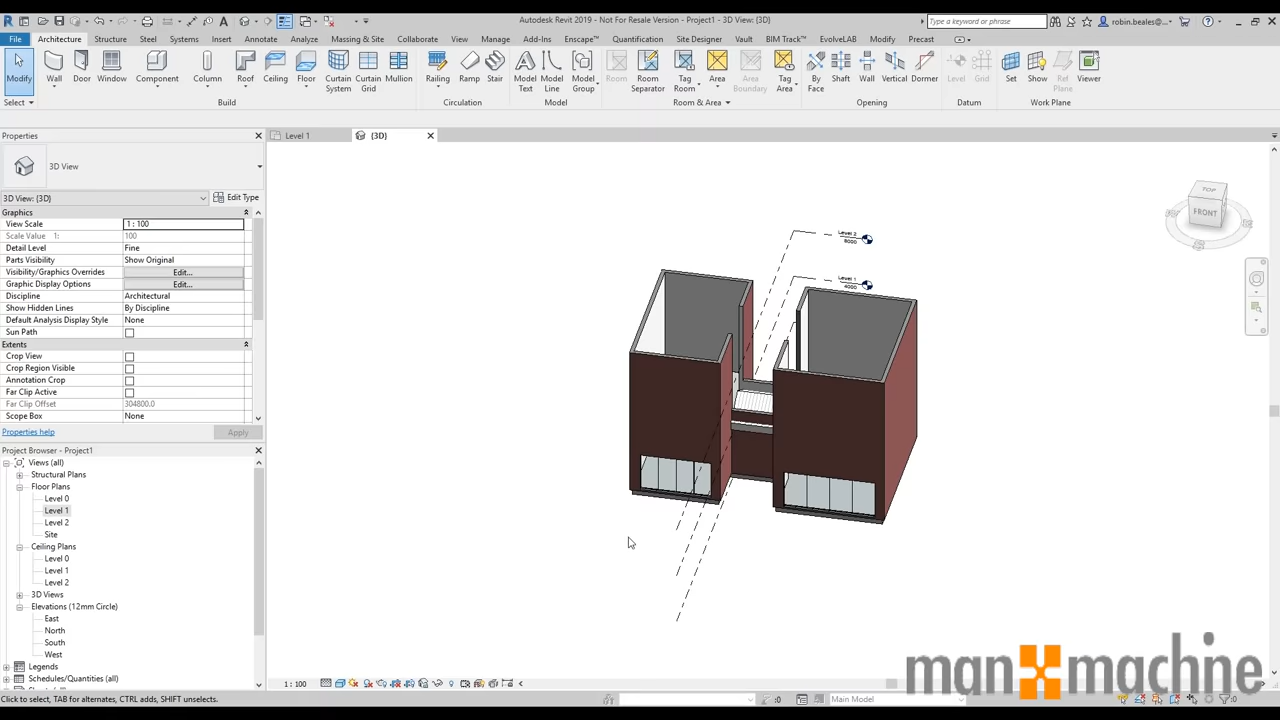 Autodesk Revit 2019 - Not For Resale Version - Project1 - 3D View: {3D}
Type a keyword or phrase
robin.beales@...
File Architecture Structure Steel Systems Insert Annotate Analyze Massing & Site Collaborate View Manage Add-Ins Enscape™ Quantification Site Designer Vault BIM Track™ EvolveLAB Modify Precast
Modify
Wall
Door
Window
Component
Column
Roof
Ceiling
Floor
Curtain System
Curtain Grid
Mullion
Railing
Ramp
Stair
Model Text
Model Line
Model Group
Room
Room Separator
Tag Room
Area
Area Boundary
Tag Area
By Face
Shaft
Wall
Vertical
Dormer
Level
Grid
Set
Show
Ref Plane
Viewer
Select
Build
Circulation
Model
Room & Area
Opening
Datum
Work Plane
Properties
Level 1
{3D}
3D View
3D View: {3D}
Edit Type
Graphics
View Scale 1 : 100
Scale Value 1: 100
Detail Level Fine
Parts Visibility Show Original
Visibility/Graphics Overrides Edit...
Graphic Display Options Edit...
Discipline Architectural
Show Hidden Lines By Discipline
Default Analysis Display Style None
Sun Path
Extents
Crop View
Crop Region Visible
Annotation Crop
Far Clip Active
Far Clip Offset 304800.0
Scope Box None
Properties help
Apply
Project Browser - Project1
Views (all)
Structural Plans
Floor Plans
Level 0
Level 1
Level 2
Site
Ceiling Plans
Level 0
Level 1
Level 2
3D Views
Elevations (12mm Circle)
East
North
South
West
Legends
Schedules/Quantities (all)
Level 2
8000
Level 1
4000
TOP
FRONT
1 : 100
Click to select, TAB for alternates, CTRL adds, SHIFT unselects.
:0
Main Model
:0
man machine